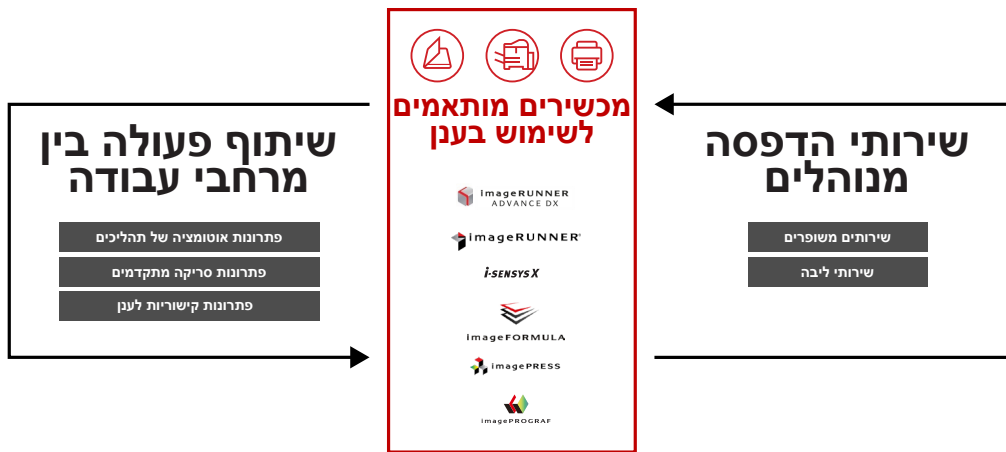 שירותי הדפסה
מנוהלים
שירותים משופרים
שירותי ליבה
מכשירים מותאמים
לשימוש בענן
imageRUNNER
ADVANCE DX
imageRUNNER
i-SENSYS X
imageFORMULA
imagePRESS
imagePROGRAF
שיתוף פעולה בין
מרחבי עבודה
פתרונות אוטומציה של תהליכים
פתרונות סריקה מתקדמים
פתרונות קישוריות לענן